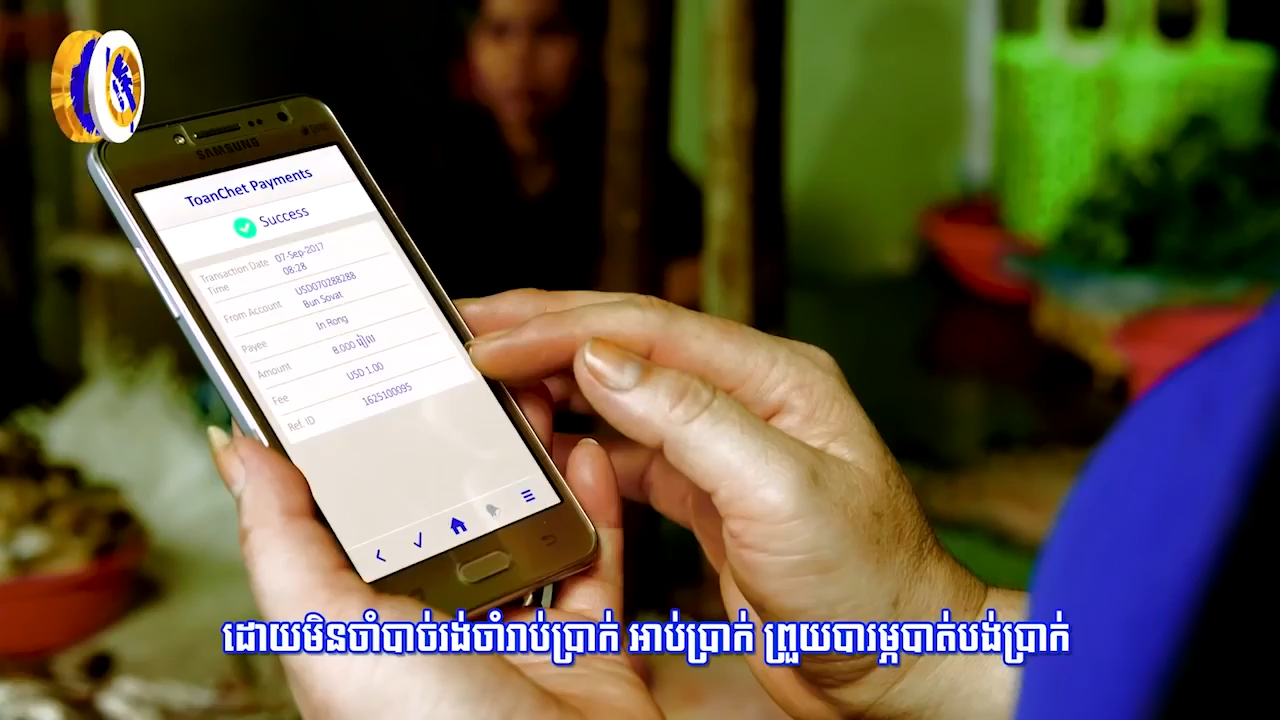 SAMSUNG
ToanChet Payments
Success
Transaction Date 07-Sep-2017
Time 08:28
From Account USD070288288
Bun Sovat
Payee In Rong
Amount 8.000 រៀល
Fee USD 1.00
Ref. ID 1625100095
ដោយមិនចាំបាច់រង់ចាំរាប់ប្រាក់ អាប់ប្រាក់ ព្រួយបារម្ភបាត់បង់ប្រាក់